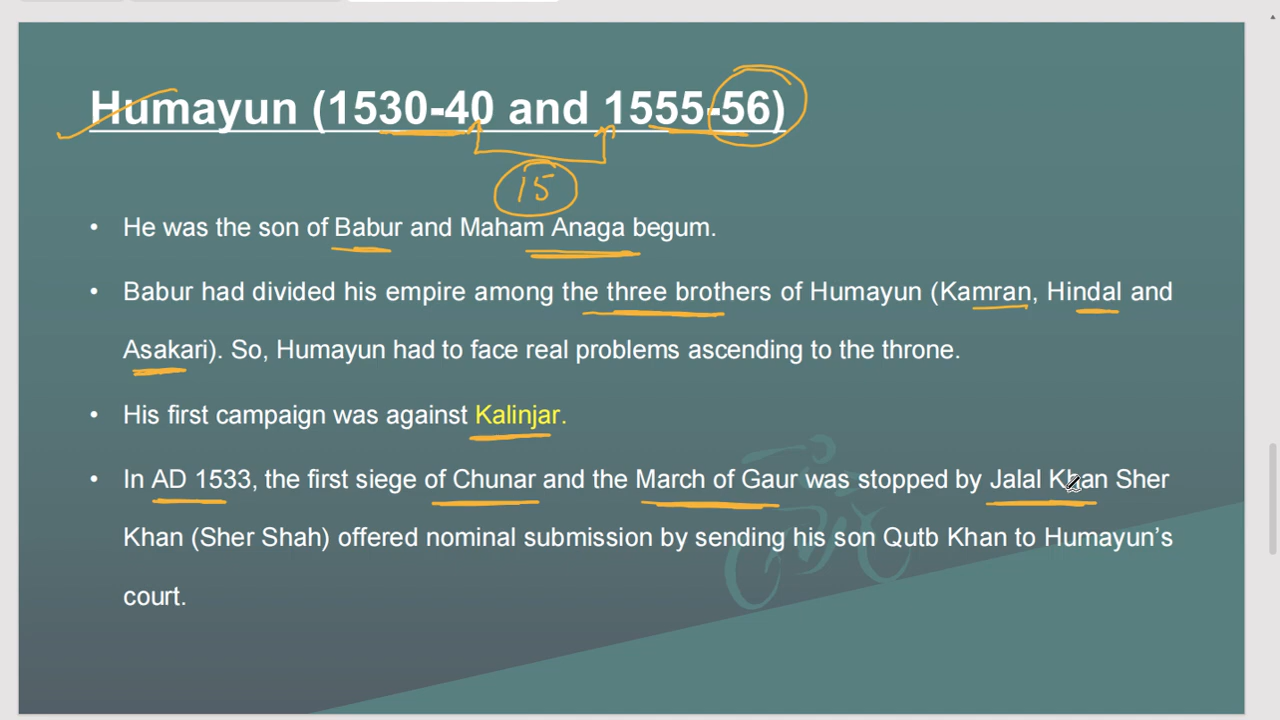 Humayun (1530-40 and 1555-56)
15
• He was the son of Babur and Maham Anaga begum.
• Babur had divided his empire among the three brothers of Humayun (Kamran, Hindal and
Asakari). So, Humayun had to face real problems ascending to the throne.
• His first campaign was against Kalinjar.
• In AD 1533, the first siege of Chunar and the March of Gaur was stopped by Jalal Khan Sher
Khan (Sher Shah) offered nominal submission by sending his son Qutb Khan to Humayun’s
court.